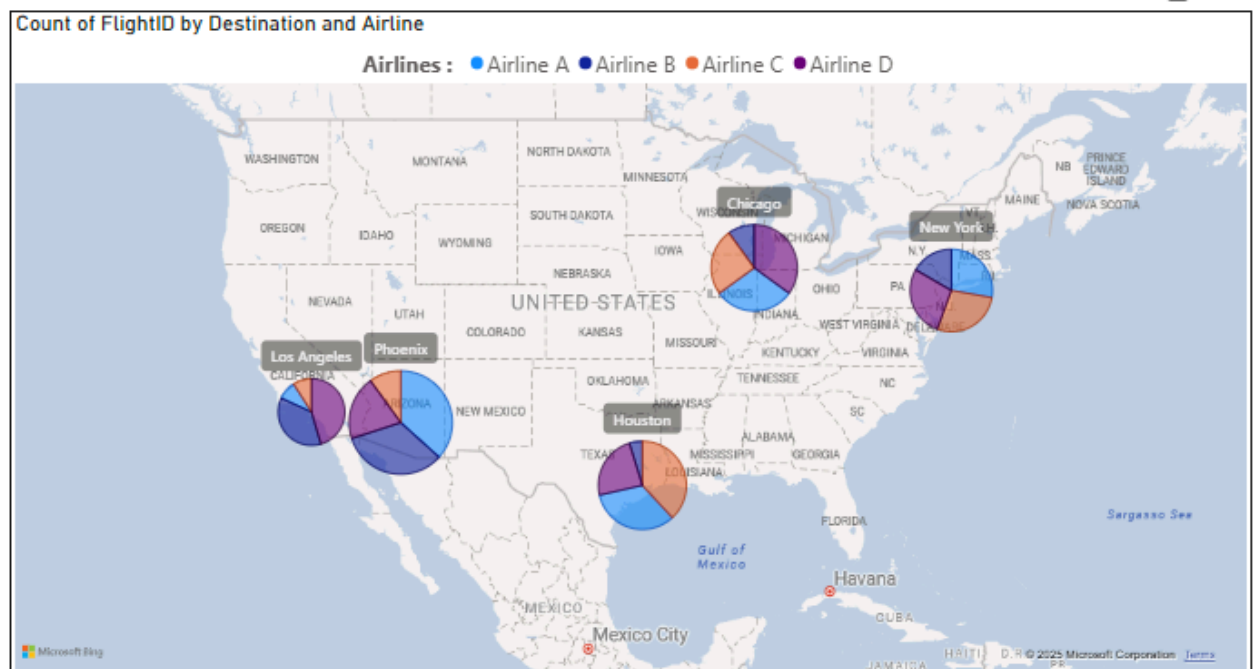 Count of FlightID by Destination and Airline
Airlines : Airline A Airline B Airline C Airline D
WASHINGTON
MONTANA
NORTH DAKOTA
MINNESOTA
NB
PRINCE
EDWARD
ISLAND
MAINE
NOVA SCOTIA
OREGON
IDAHO
WYOMING
SOUTH DAKOTA
WISCONSIN
Chicago
MICHIGAN
VT.
New York
N.Y.
MASS.
IOWA
NEBRASKA
NEVADA
UTAH
COLORADO
UNITED STATES
KANSAS
ILLINOIS
INDIANA
OHIO
PA
WEST VIRGINIA
DELAWARE
MISSOURI
KENTUCKY
VIRGINIA
Los Angeles
Phoenix
CALIFORNIA
ARIZONA
NEW MEXICO
OKLAHOMA
ARKANSAS
TENNESSEE
NC
SC
Houston
TEXAS
LOUISIANA
MISSISSIPPI
ALABAMA
GEORGIA
FLORIDA
Sargasso Sea
Gulf of
Mexico
Havana
CUBA
MEXICO
Mexico City
HAITI
D.R.
JAMAICA
PR
Microsoft Bing
© 2025 Microsoft Corporation Terms